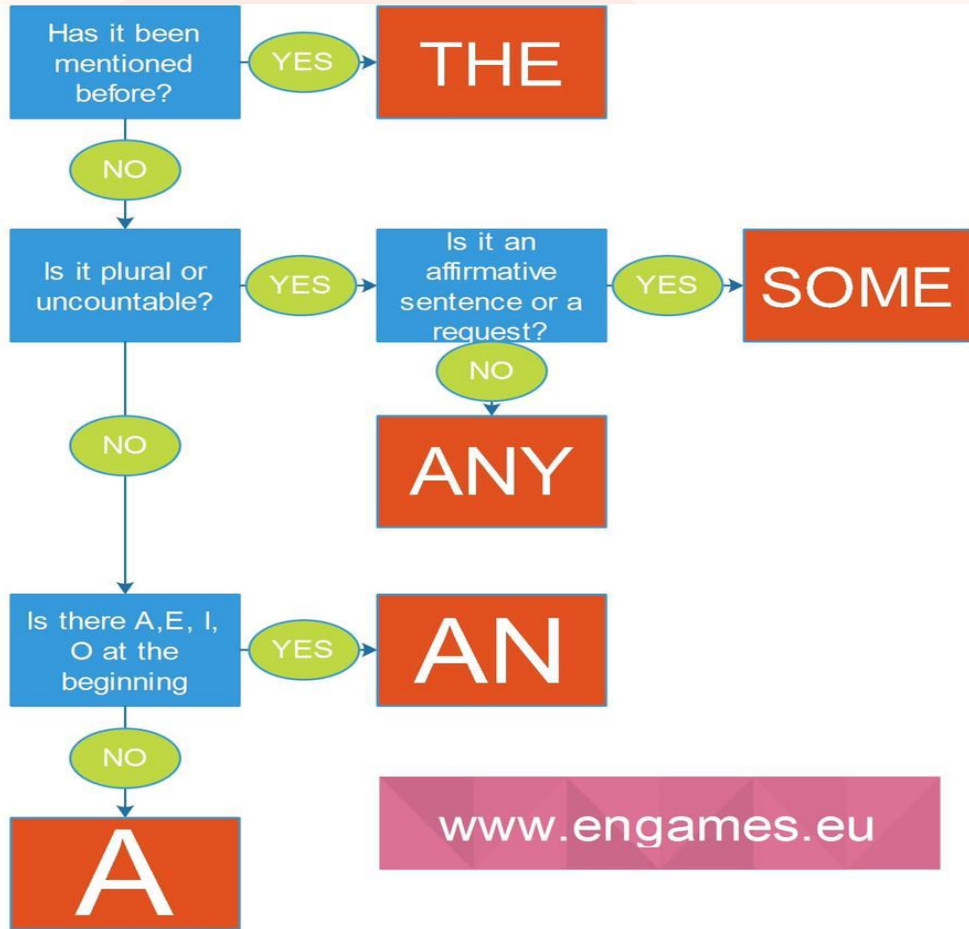 Has it been
mentioned
before?
YES
THE
NO
Is it plural or
uncountable?
YES
Is it an
affirmative
sentence or a
request?
YES
SOME
NO
ANY
NO
Is there A,E, I,
O at the
beginning
YES
AN
NO
A
www.engames.eu